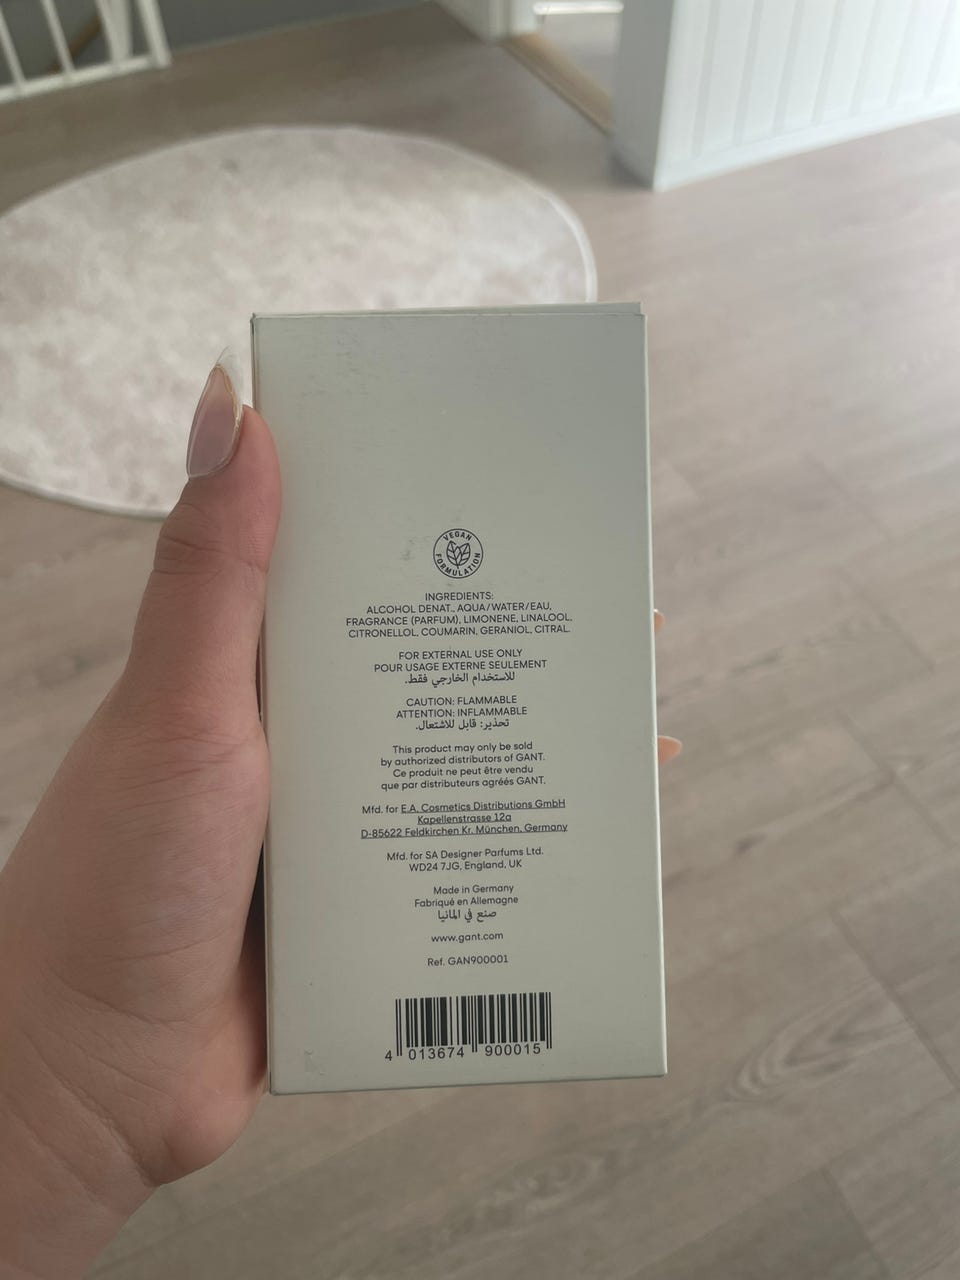 VEGAN
FORMULATION
INGREDIENTS:
ALCOHOL DENAT., AQUA/WATER/EAU,
FRAGRANCE (PARFUM), LIMONENE, LINALOOL,
CITRONELLOL, COUMARIN, GERANIOL, CITRAL.
FOR EXTERNAL USE ONLY
POUR USAGE EXTERNE SEULEMENT
للاستخدام الخارجي فقط.
CAUTION: FLAMMABLE
ATTENTION: INFLAMMABLE
تحذير: قابل للاشتعال.
This product may only be sold
by authorized distributors of GANT.
Ce produit ne peut être vendu
que par distributeurs agréés GANT.
Mfd. for E.A. Cosmetics Distributions GmbH
Kapellenstrasse 12a
D-85622 Feldkirchen Kr. München, Germany
Mfd. for SA Designer Parfums Ltd.
WD24 7JG, England, UK
Made in Germany
Fabriqué en Allemagne
صنع في المانيا
www.gant.com
Ref. GAN900001
4 013674 900015